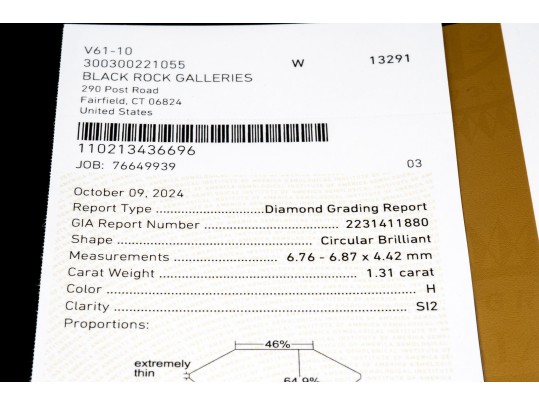 V61-10
300300221055 W 13291
BLACK ROCK GALLERIES
290 Post Road
Fairfield, CT 06824
United States
110213436696
JOB: 76649939 03
October 09, 2024
Report Type ........................... Diamond Grading Report
GIA Report Number ........................... 2231411880
Shape ........................... Circular Brilliant
Measurements ........................... 6.76 - 6.87 x 4.42 mm
Carat Weight ........................... 1.31 carat
Color ........................... H
Clarity ........................... SI2
Proportions:
46%
extremely
thin
64.9%